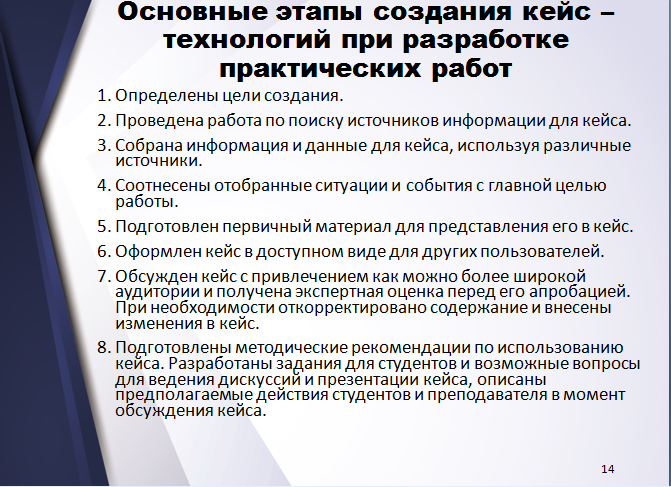 Основные этапы создания кейс –
технологий при разработке
практических работ
1. Определены цели создания.
2. Проведена работа по поиску источников информации для кейса.
3. Собрана информация и данные для кейса, используя различные
источники.
4. Соотнесены отобранные ситуации и события с главной целью
работы.
5. Подготовлен первичный материал для представления его в кейс.
6. Оформлен кейс в доступном виде для других пользователей.
7. Обсужден кейс с привлечением как можно более широкой
аудитории и получена экспертная оценка перед его апробацией.
При необходимости откорректировано содержание и внесены
изменения в кейс.
8. Подготовлены методические рекомендации по использованию
кейса. Разработаны задания для студентов и возможные вопросы
для ведения дискуссий и презентации кейса, описаны
предполагаемые действия студентов и преподавателя в момент
обсуждения кейса.
14